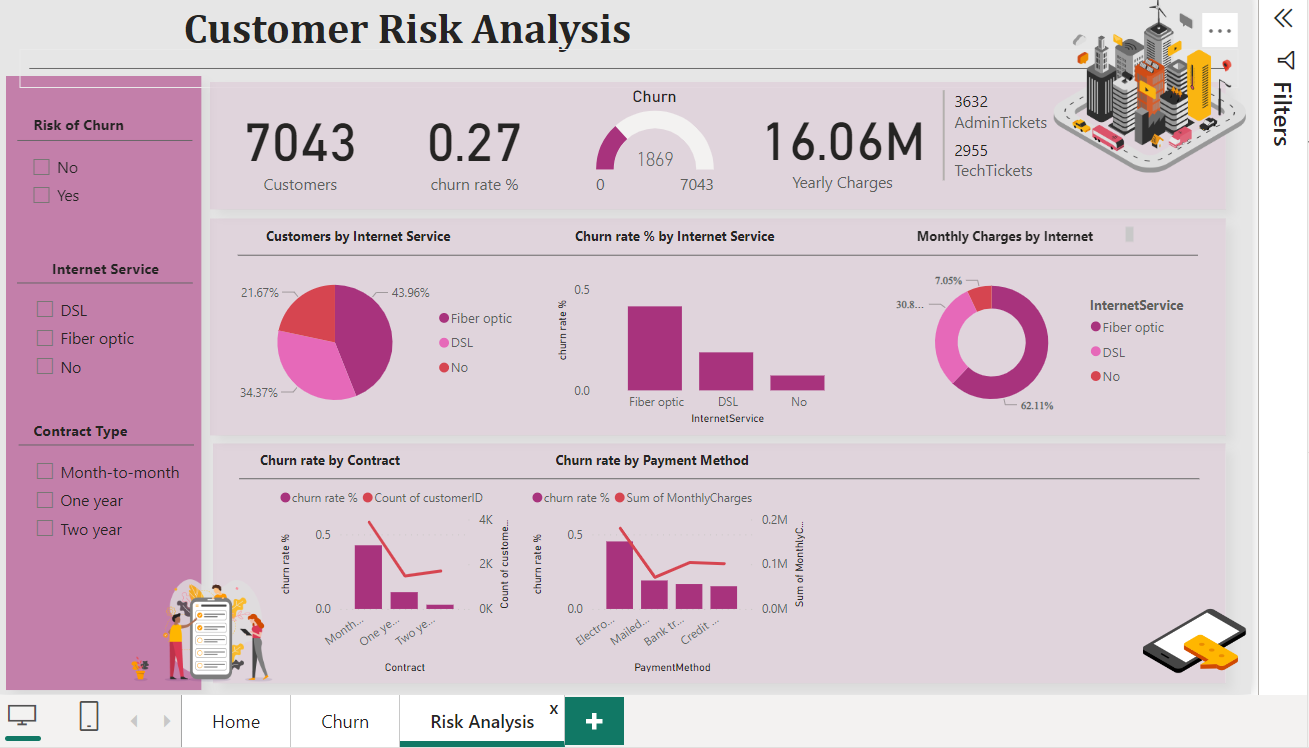 Customer Risk Analysis
Filters
Risk of Churn
No
Yes
Internet Service
DSL
Fiber optic
No
Contract Type
Month-to-month
One year
Two year
7043
Customers
0.27
churn rate %
Churn
1869
0
7043
16.06M
Yearly Charges
3632
AdminTickets
2955
TechTickets
Customers by Internet Service
21.67%
43.96%
34.37%
Fiber optic
DSL
No
Churn rate % by Internet Service
churn rate %
0.5
0.0
Fiber optic
DSL
No
InternetService
Monthly Charges by Internet
7.05%
30.8...
62.11%
InternetService
Fiber optic
DSL
No
Churn rate by Contract
churn rate %
Count of customerID
churn rate %
0.5
0.0
4K
2K
0K
Count of custome...
Month...
One ye...
Two ye...
Contract
Churn rate by Payment Method
churn rate %
Sum of MonthlyCharges
churn rate %
0.5
0.0
0.2M
0.1M
0.0M
Sum of MonthlyC...
Electro...
Mailed...
Bank tr...
Credit ...
PaymentMethod
Home
Churn
Risk Analysis
x